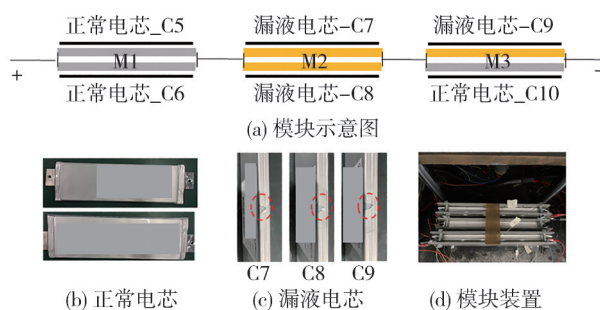 正常电芯_C5 漏液电芯-C7 漏液电芯-C9
+ M1 M2 M3 -
正常电芯_C6 漏液电芯-C8 正常电芯_C10
(a) 模块示意图
C7 C8 C9
(b) 正常电芯 (c) 漏液电芯 (d) 模块装置